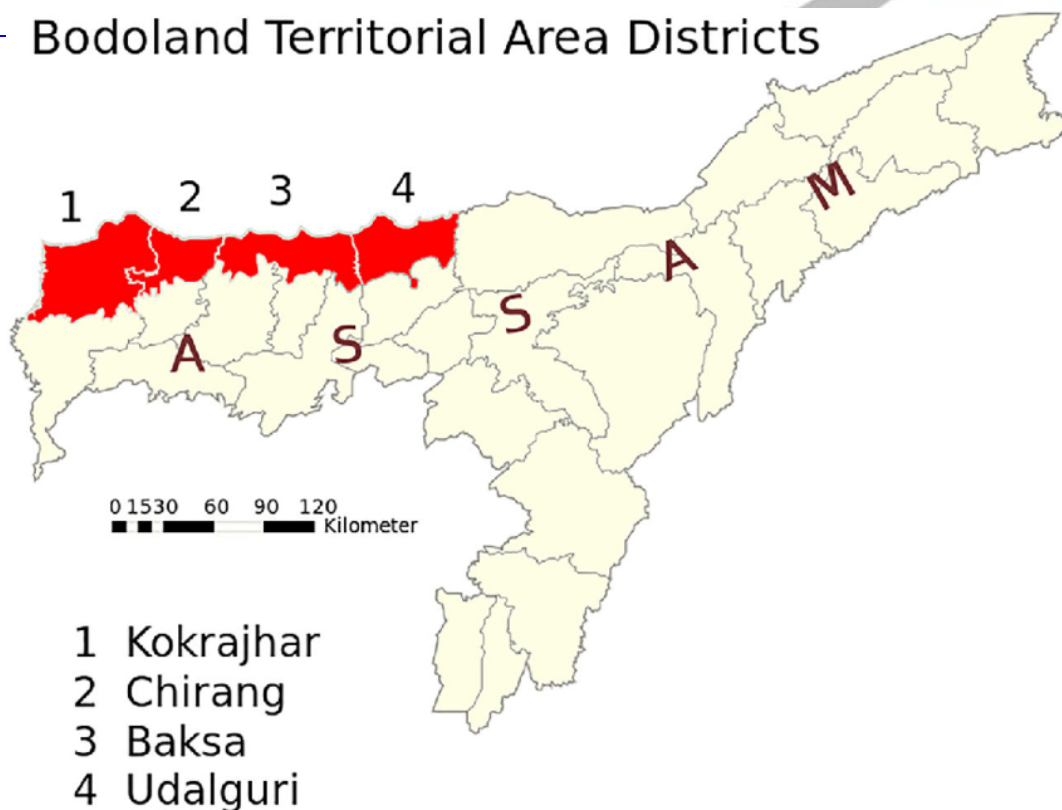 Bodoland Territorial Area Districts
1 2 3 4
M
A
S
A S
0 15 30 60 90 120
Kilometer
1 Kokrajhar
2 Chirang
3 Baksa
4 Udalguri